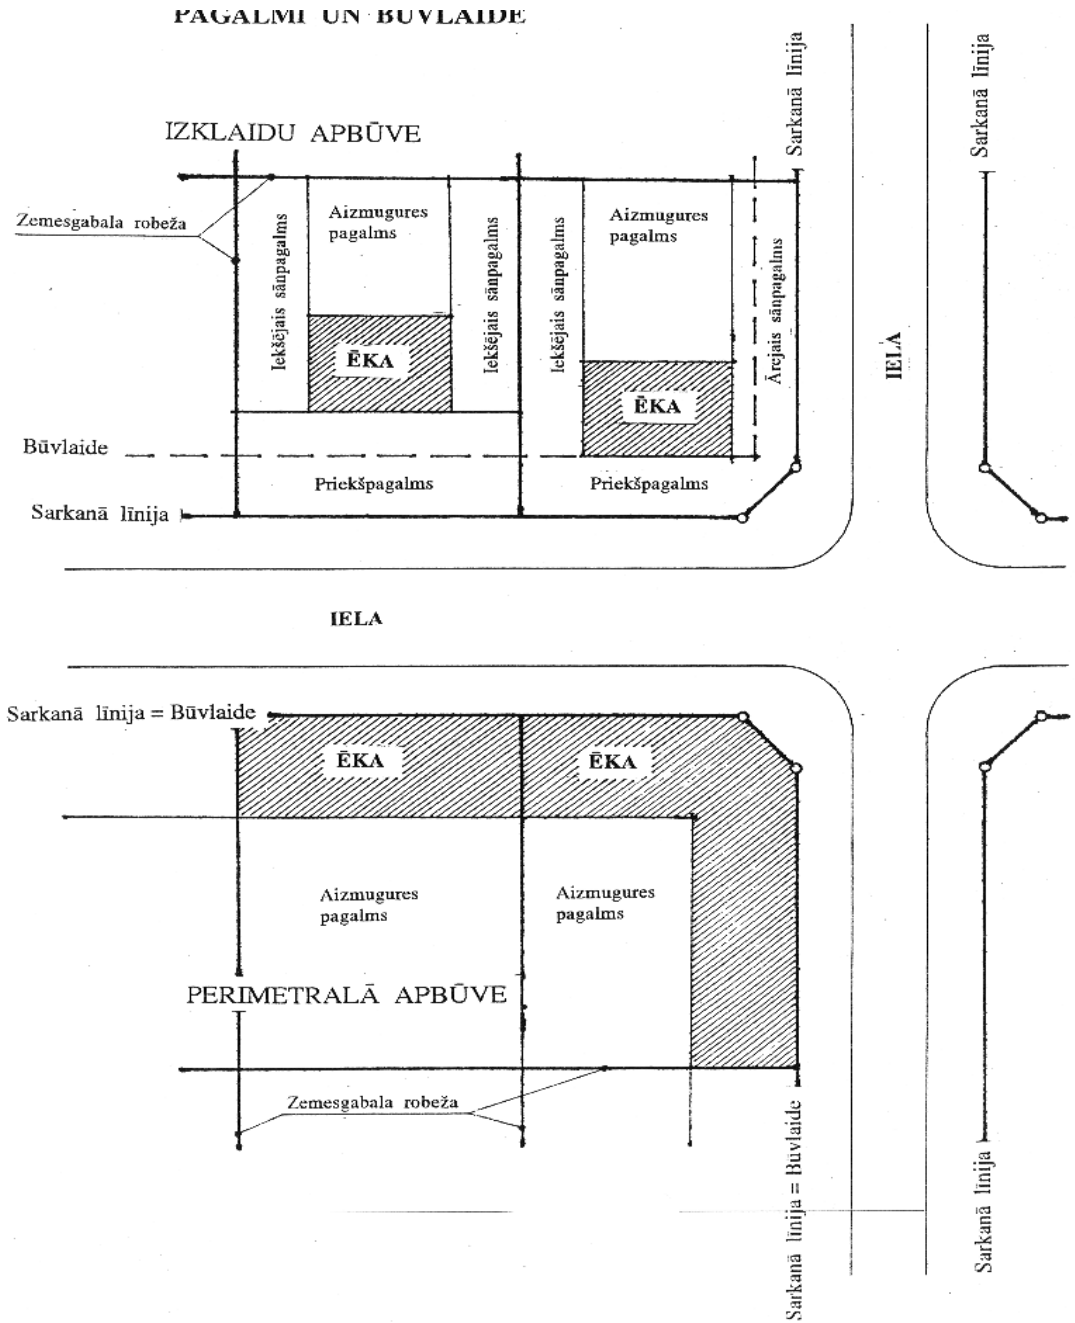 PAGALMI UN BŪVLAIDE
Sarkanā līnija
Sarkanā līnija
IZKLAIDU APBŪVE
Zemesgabala robeža
Iekšējais sānpagalms
Aizmugures
pagalms
Iekšējais sānpagalms
Iekšējais sānpagalms
Aizmugures
pagalms
Ārejais sānpagalms
ĒKA
ĒKA
IELA
Būvlaide
Priekšpagalms
Priekšpagalms
Sarkanā līnija
IELA
Sarkanā līnija = Būvlaide
ĒKA
ĒKA
Aizmugures
pagalms
Aizmugures
pagalms
PERIMETRALĀ APBŪVE
Zemesgabala robeža
Sarkanā līnija = Būvlaide
Sarkanā līnija